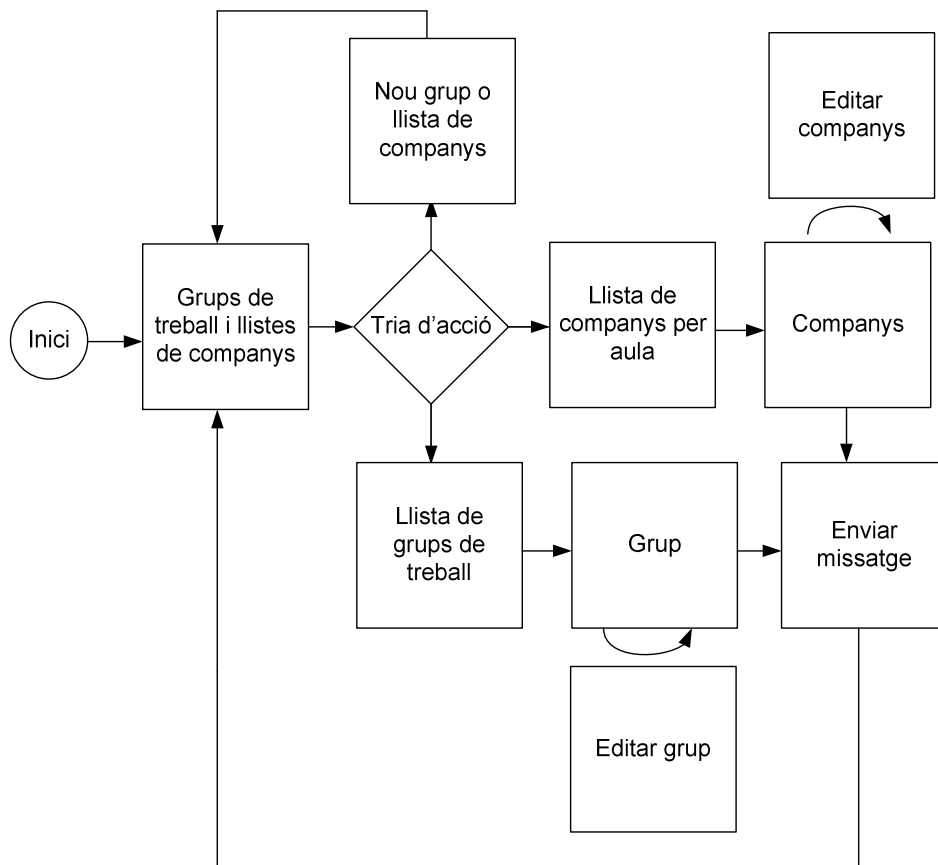 Nou grup o
llista de
companys
Editar
companys
Inici
Grups de
treball i llistes
de companys
Tria d’acció
Llista de
companys per
aula
Companys
Llista de
grups de
treball
Grup
Enviar
missatge
Editar grup